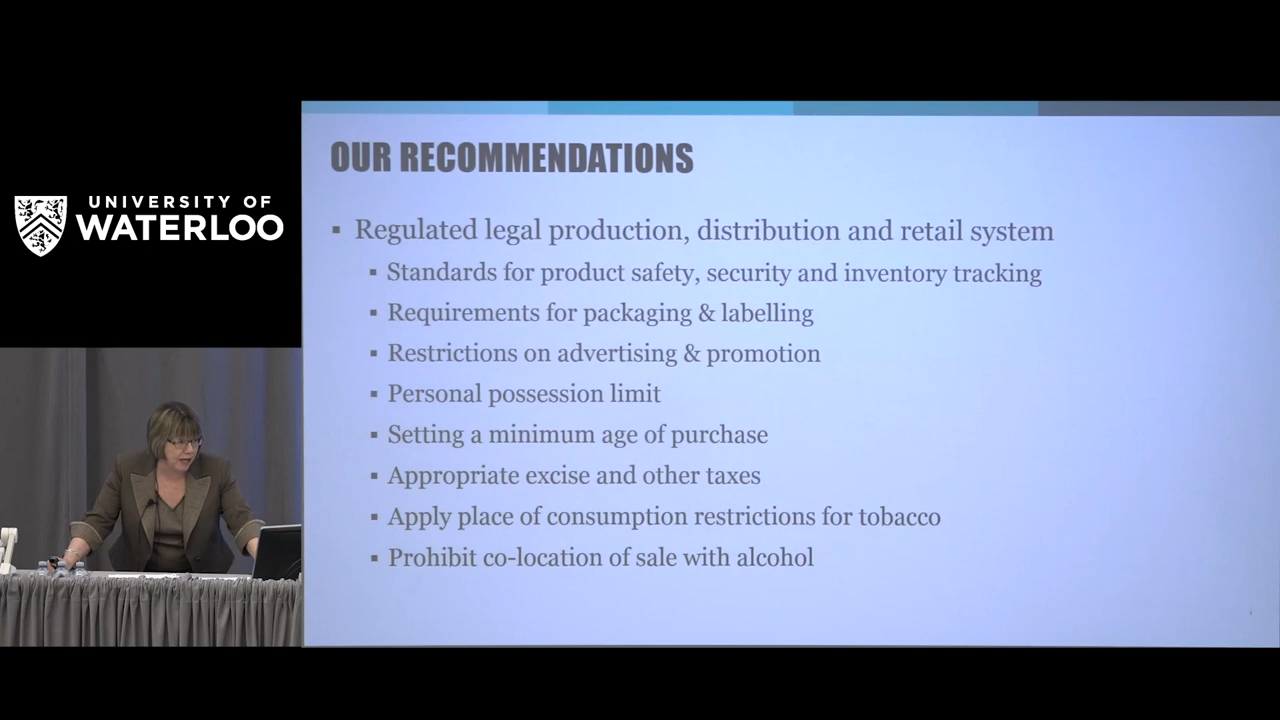 UNIVERSITY OF
WATERLOO
OUR RECOMMENDATIONS
▪ Regulated legal production, distribution and retail system
▪ Standards for product safety, security and inventory tracking
▪ Requirements for packaging & labelling
▪ Restrictions on advertising & promotion
▪ Personal possession limit
▪ Setting a minimum age of purchase
▪ Appropriate excise and other taxes
▪ Apply place of consumption restrictions for tobacco
▪ Prohibit co-location of sale with alcohol